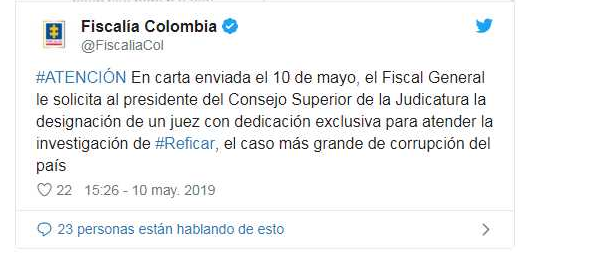 Fiscalía Colombia
@FiscaliaCol
#ATENCIÓN En carta enviada el 10 de mayo, el Fiscal General
le solicita al presidente del Consejo Superior de la Judicatura la
designación de un juez con dedicación exclusiva para atender la
investigación de #Reficar, el caso más grande de corrupción del
país
22 15:26 - 10 may. 2019
23 personas están hablando de esto